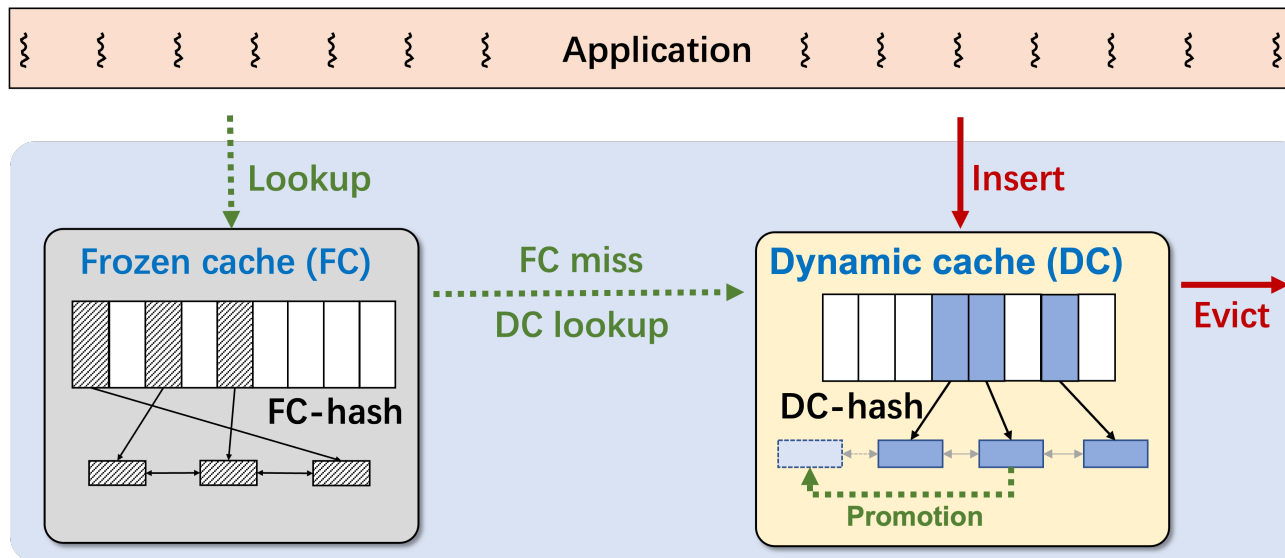 Application
Lookup
Insert
Frozen cache (FC)
FC miss
DC lookup
Dynamic cache (DC)
Evict
FC-hash
DC-hash
Promotion